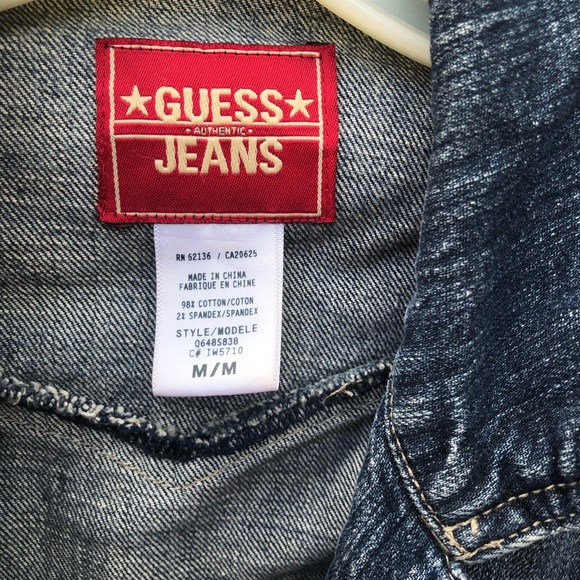 ★GUESS★
• AUTHENTIC •
JEANS
RN 62136 / CA20625
MADE IN CHINA
FABRIQUE EN CHINE
98% COTTON/COTON
2% SPANDEX/SPANDEX
STYLE/MODELE
Q648S838
C# IW5710
M/M